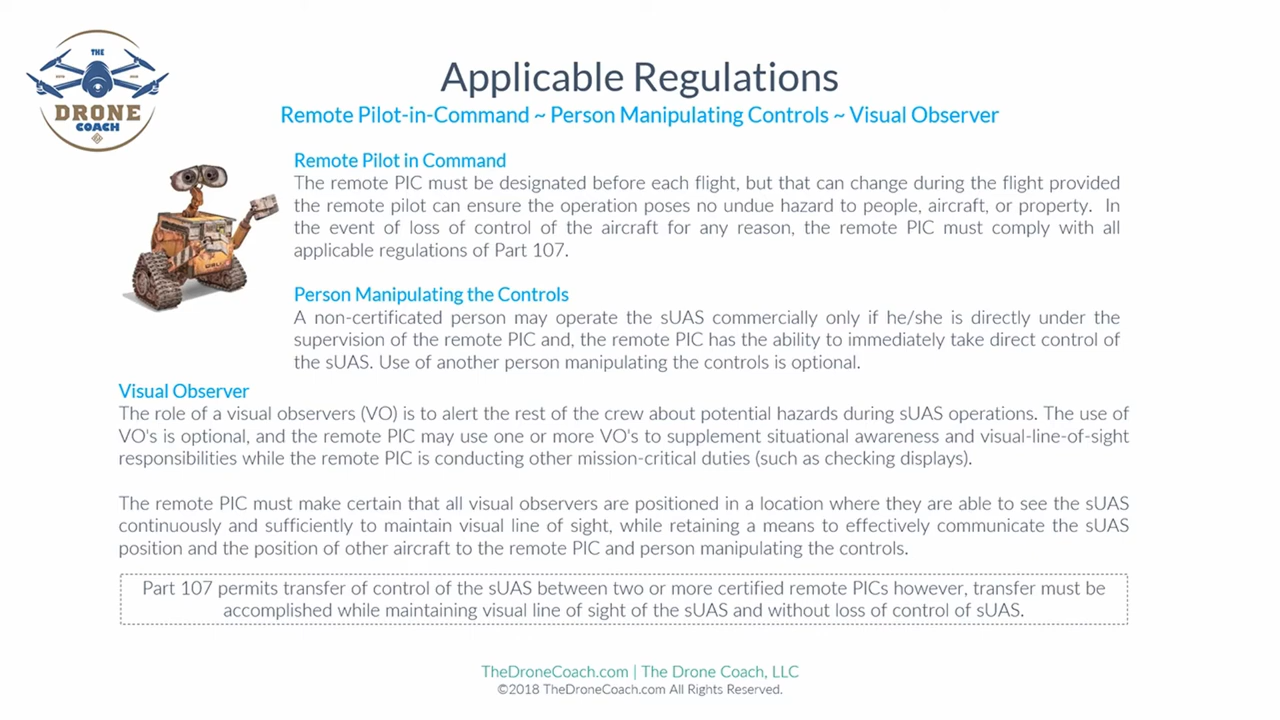 THE
DRONE
COACH
Applicable Regulations
Remote Pilot-in-Command ~ Person Manipulating Controls ~ Visual Observer
Remote Pilot in Command
The remote PIC must be designated before each flight, but that can change during the flight provided
the remote pilot can ensure the operation poses no undue hazard to people, aircraft, or property. In
the event of loss of control of the aircraft for any reason, the remote PIC must comply with all
applicable regulations of Part 107.
Person Manipulating the Controls
A non-certificated person may operate the sUAS commercially only if he/she is directly under the
supervision of the remote PIC and, the remote PIC has the ability to immediately take direct control of
the sUAS. Use of another person manipulating the controls is optional.
Visual Observer
The role of a visual observers (VO) is to alert the rest of the crew about potential hazards during sUAS operations. The use of
VO's is optional, and the remote PIC may use one or more VO's to supplement situational awareness and visual-line-of-sight
responsibilities while the remote PIC is conducting other mission-critical duties (such as checking displays).
The remote PIC must make certain that all visual observers are positioned in a location where they are able to see the sUAS
continuously and sufficiently to maintain visual line of sight, while retaining a means to effectively communicate the sUAS
position and the position of other aircraft to the remote PIC and person manipulating the controls.
Part 107 permits transfer of control of the sUAS between two or more certified remote PICs however, transfer must be
accomplished while maintaining visual line of sight of the sUAS and without loss of control of sUAS.
TheDroneCoach.com | The Drone Coach, LLC
©2018 TheDroneCoach.com All Rights Reserved.